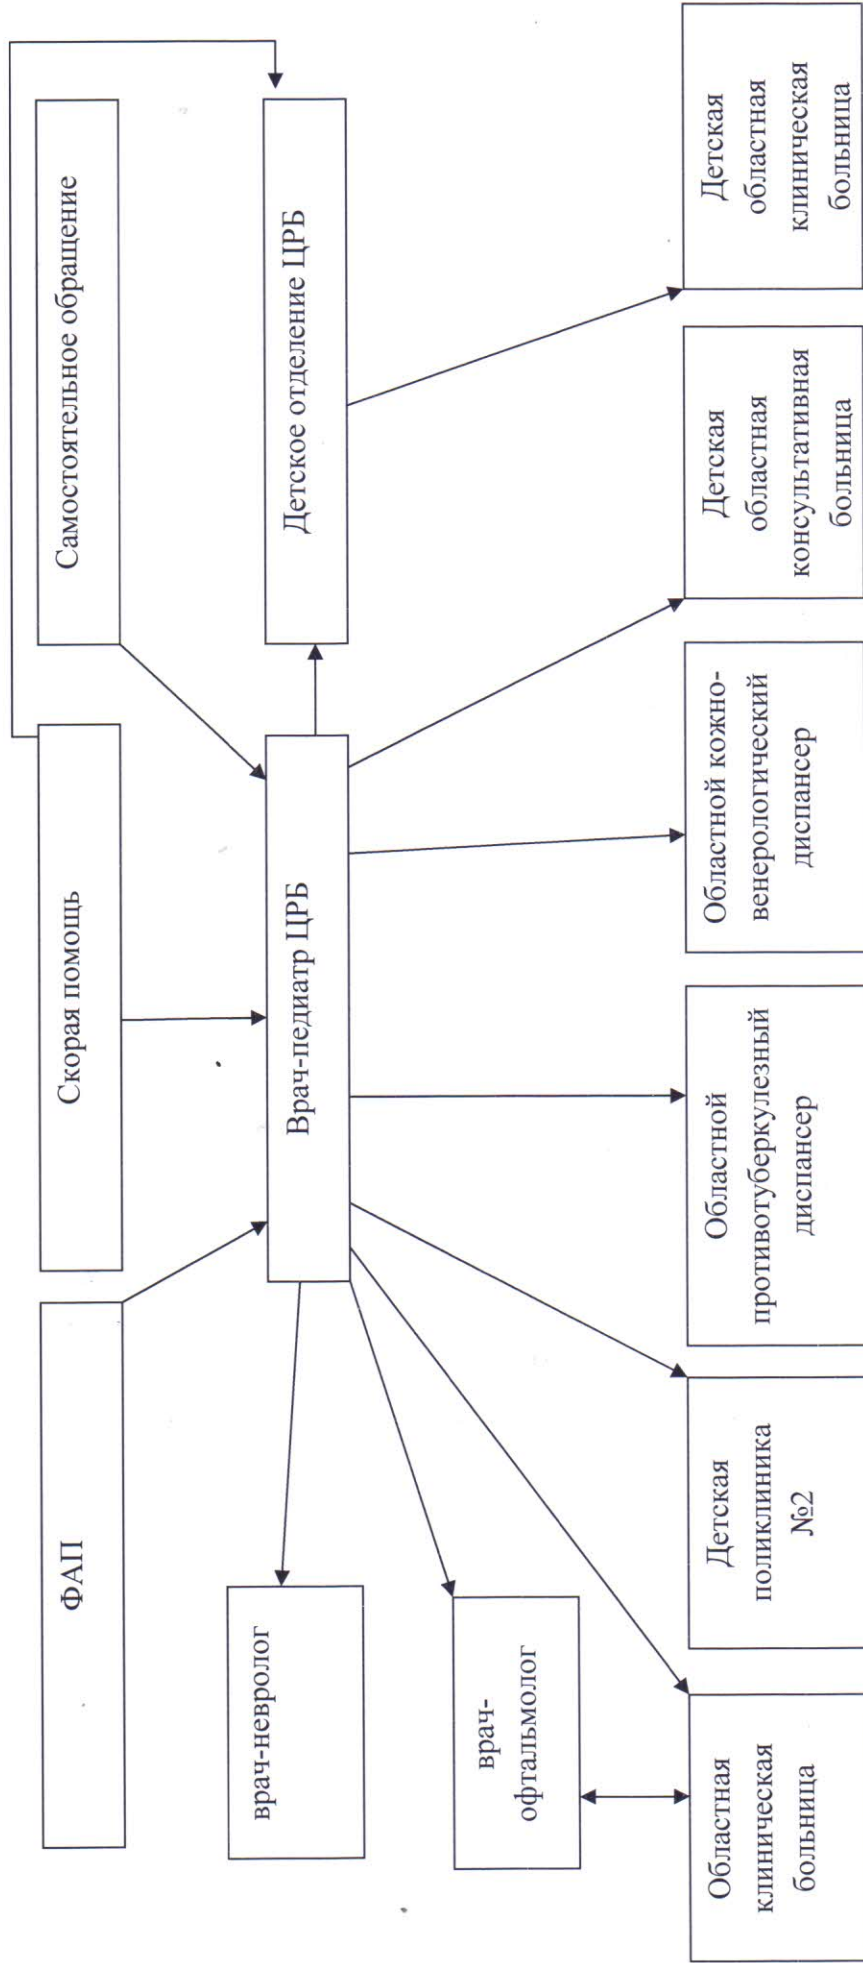 ФАП
Скорая помощь
Самостоятельное обращение
врач-невролог
Врач-педиатр ЦРБ
Детское отделение ЦРБ
врач-
офтальмолог
Областная
клиническая
больница
Детская
поликлиника
№2
Областной
противотуберкулезный
диспансер
Областной кожно-
венерологический
диспансер
Детская
областная
консультативная
больница
Детская
областная
клиническая
больница